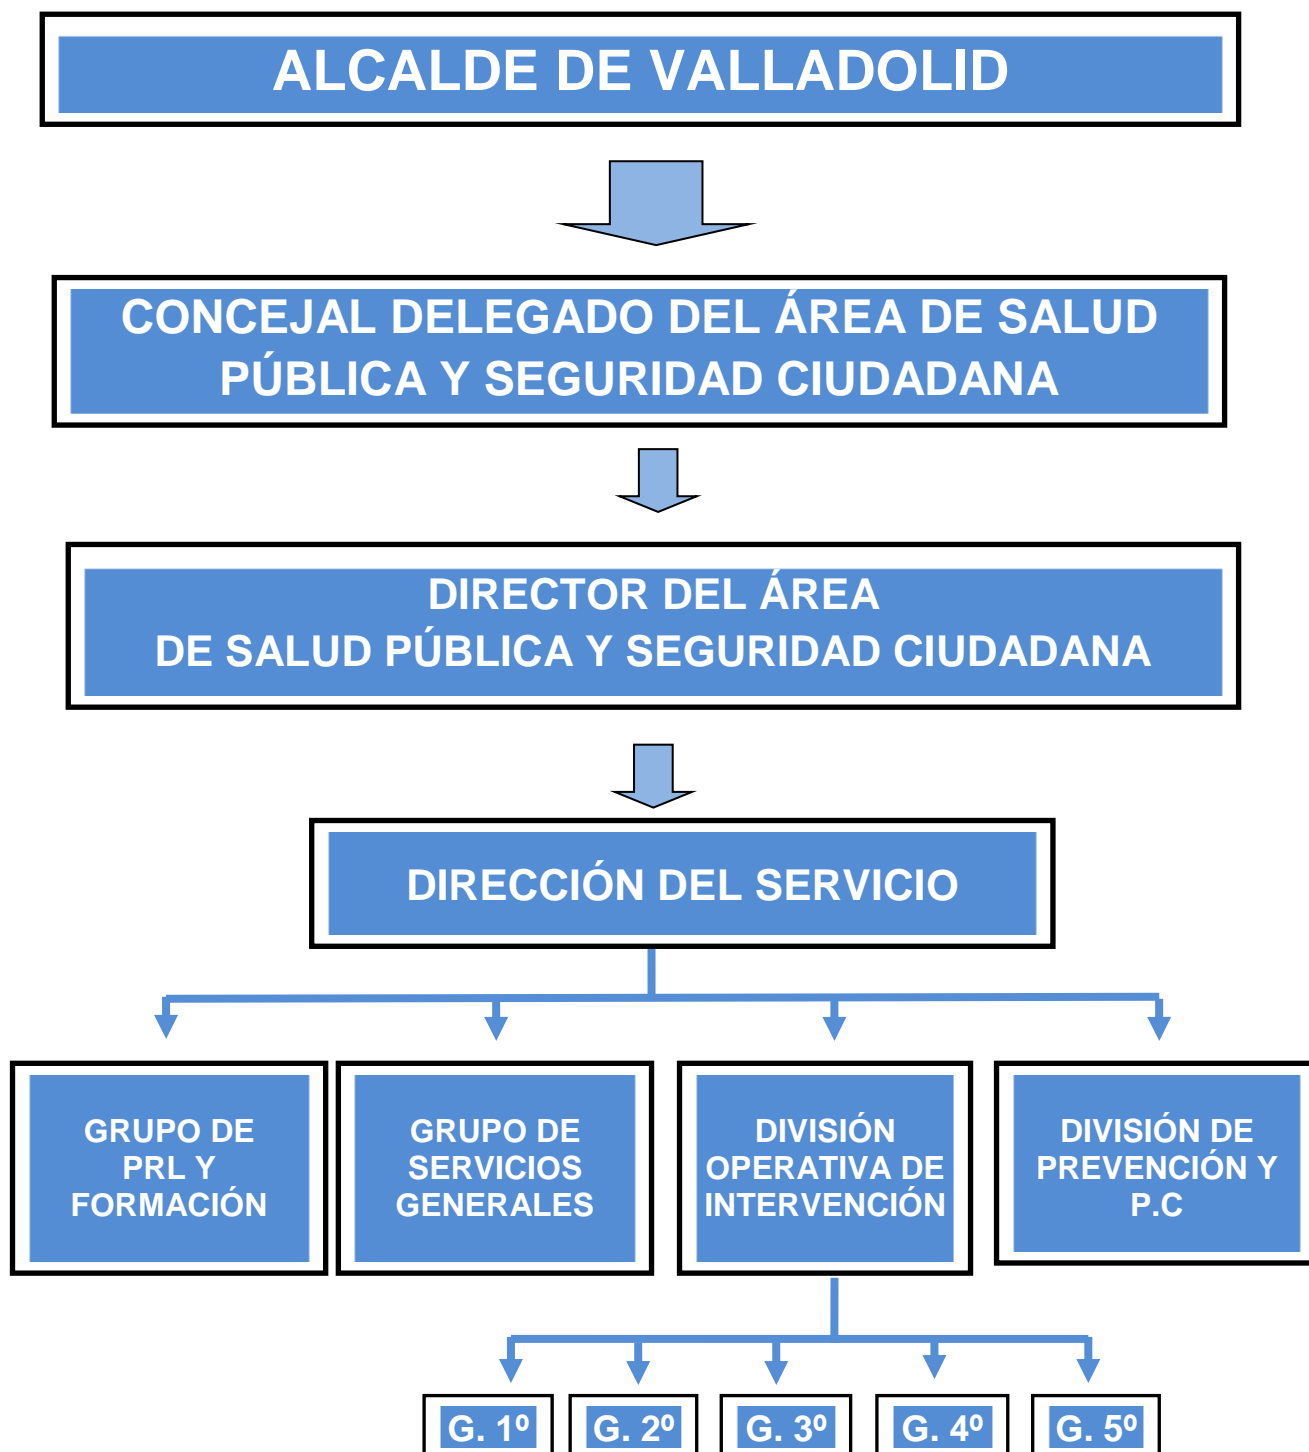 ALCALDE DE VALLADOLID
CONCEJAL DELEGADO DEL ÁREA DE SALUD
PÚBLICA Y SEGURIDAD CIUDADANA
DIRECTOR DEL ÁREA
DE SALUD PÚBLICA Y SEGURIDAD CIUDADANA
DIRECCIÓN DEL SERVICIO
GRUPO DE
PRL Y
FORMACIÓN
GRUPO DE
SERVICIOS
GENERALES
DIVISIÓN
OPERATIVA DE
INTERVENCIÓN
DIVISIÓN DE
PREVENCIÓN Y
P.C
G. 1º
G. 2º
G. 3º
G. 4º
G. 5º